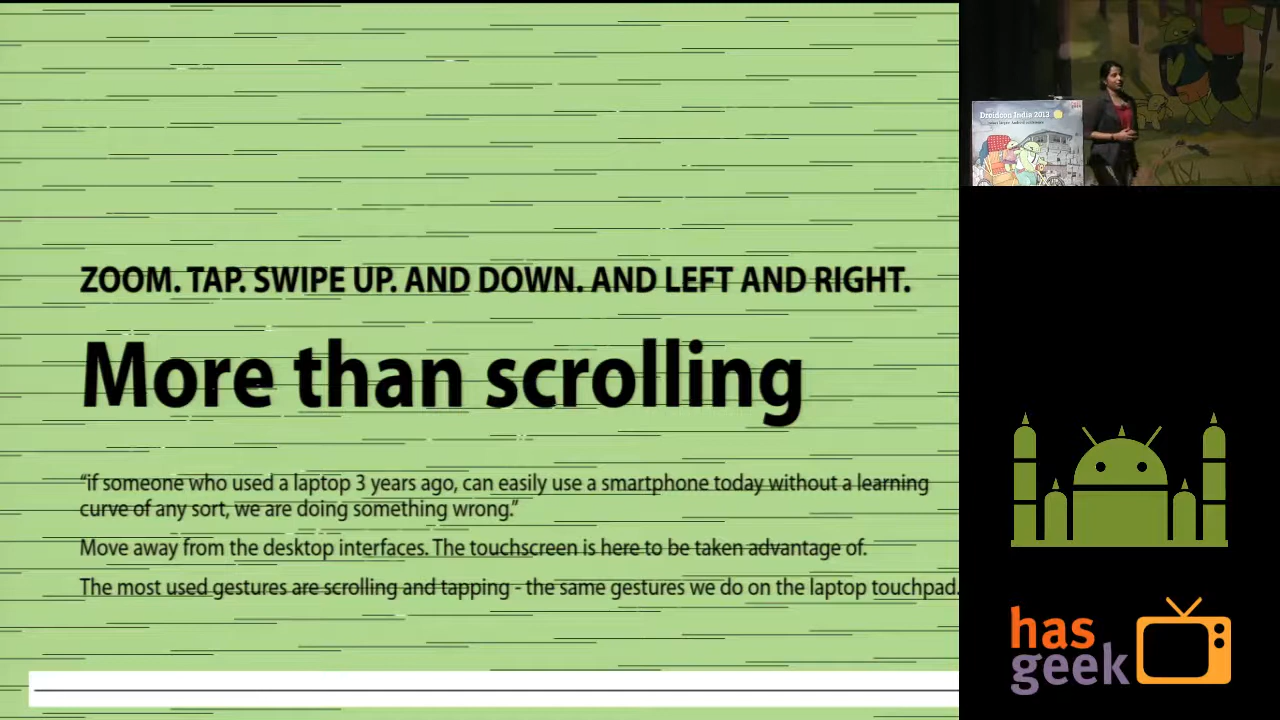 ZOOM. TAP. SWIPE UP. AND DOWN. AND LEFT AND RIGHT.
More than scrolling
“if someone who used a laptop 3 years ago, can easily use a smartphone today without a learning
curve of any sort, we are doing something wrong.”
Move away from the desktop interfaces. The touchscreen is here to be taken advantage of.
The most used gestures are scrolling and tapping - the same gestures we do on the laptop touchpad.
Droidcon India 2013
has
geek